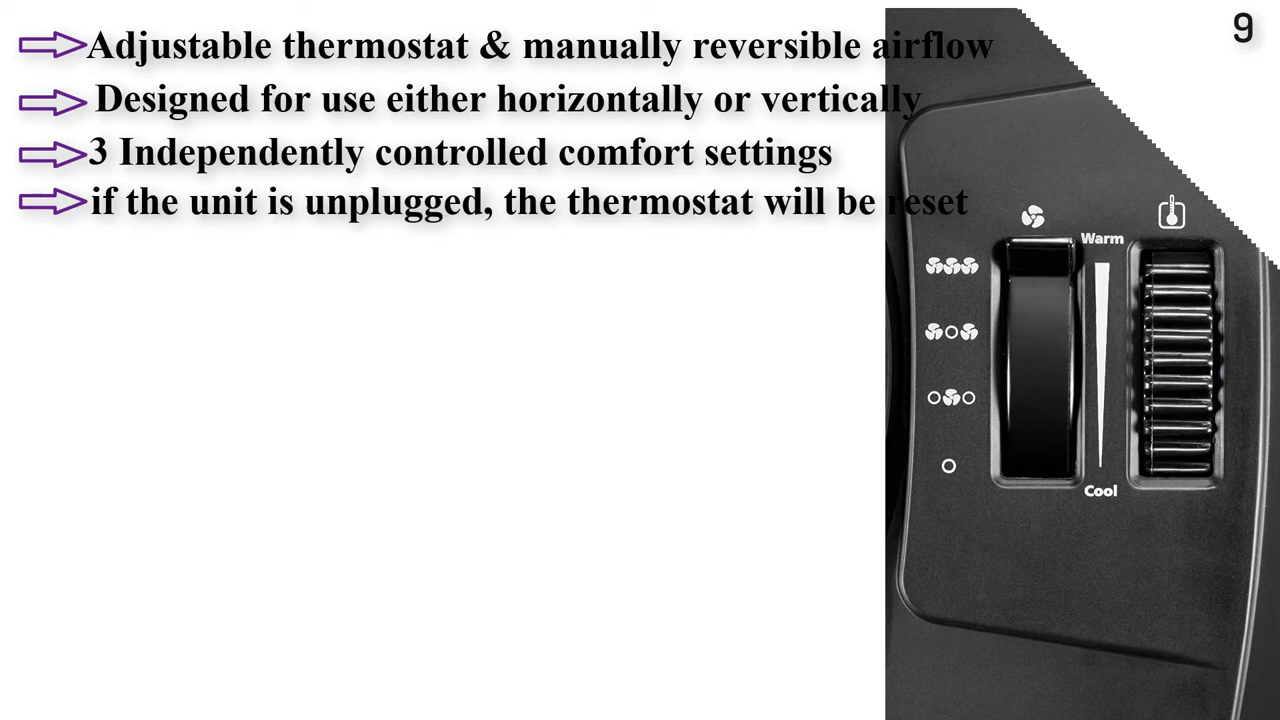 9
Adjustable thermostat & manually reversible airflow
Designed for use either horizontally or vertically
3 Independently controlled comfort settings
if the unit is unplugged, the thermostat will be reset
Warm
Cool